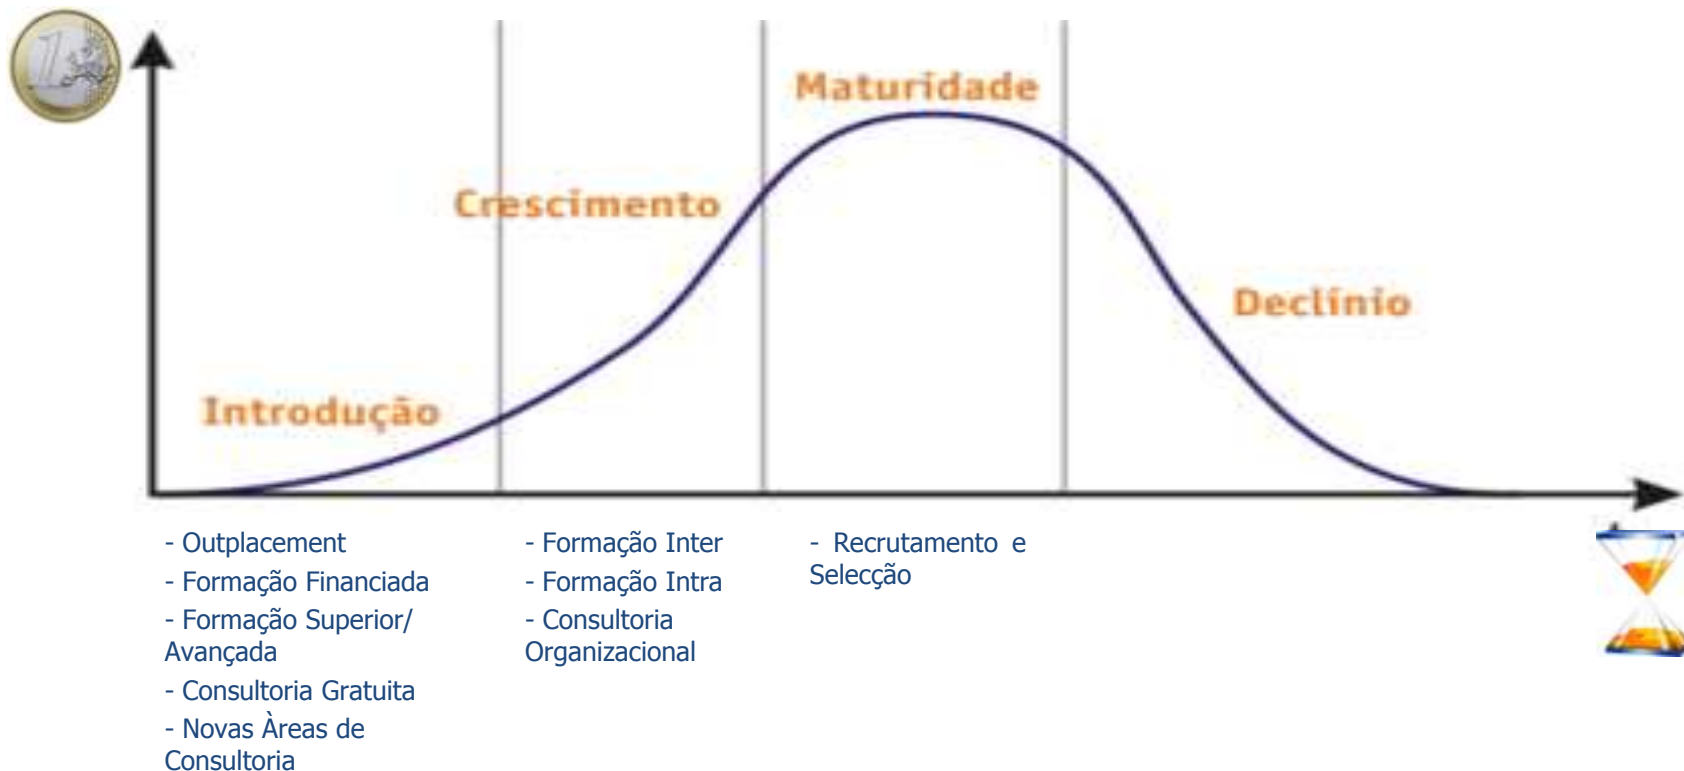 Maturidade
Crescimento
Declínio
Introdução
- Outplacement
- Formação Financiada
- Formação Superior/
Avançada
- Consultoria Gratuita
- Novas Àreas de
Consultoria
- Formação Inter
- Formação Intra
- Consultoria
Organizacional
- Recrutamento e
Selecção